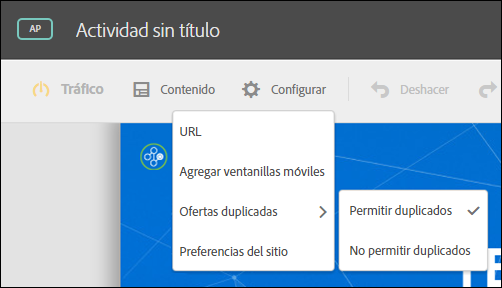 AP
Actividad sin título
Tráfico
Contenido
Configurar
Deshacer
URL
Agregar ventanillas móviles
Ofertas duplicadas
Permitir duplicados
No permitir duplicados
Preferencias del sitio